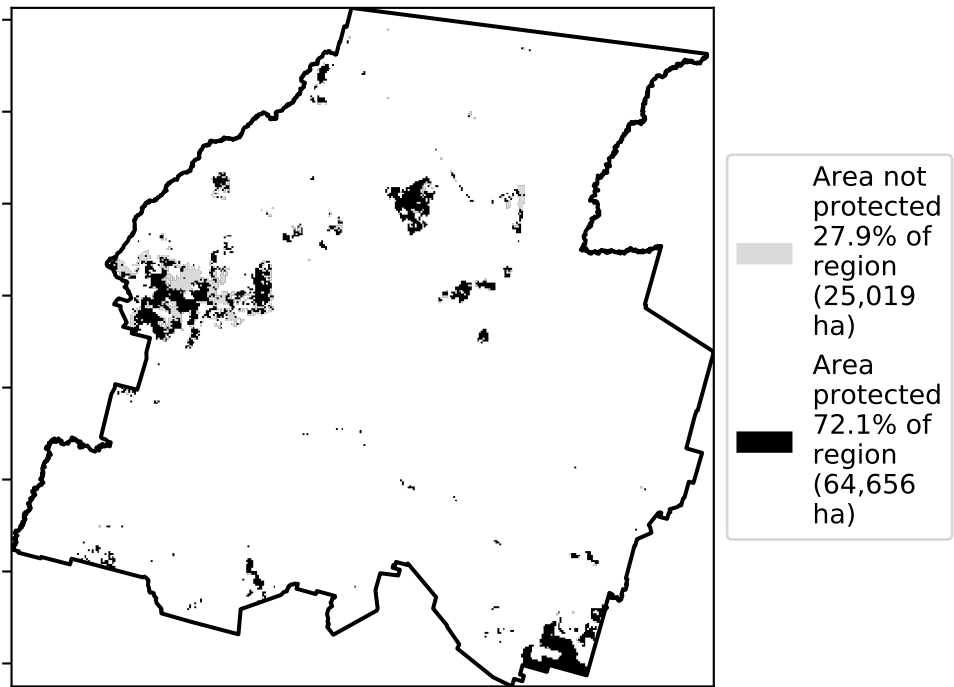 Area not
protected
27.9% of
region
(25,019
ha)
Area
protected
72.1% of
region
(64,656
ha)